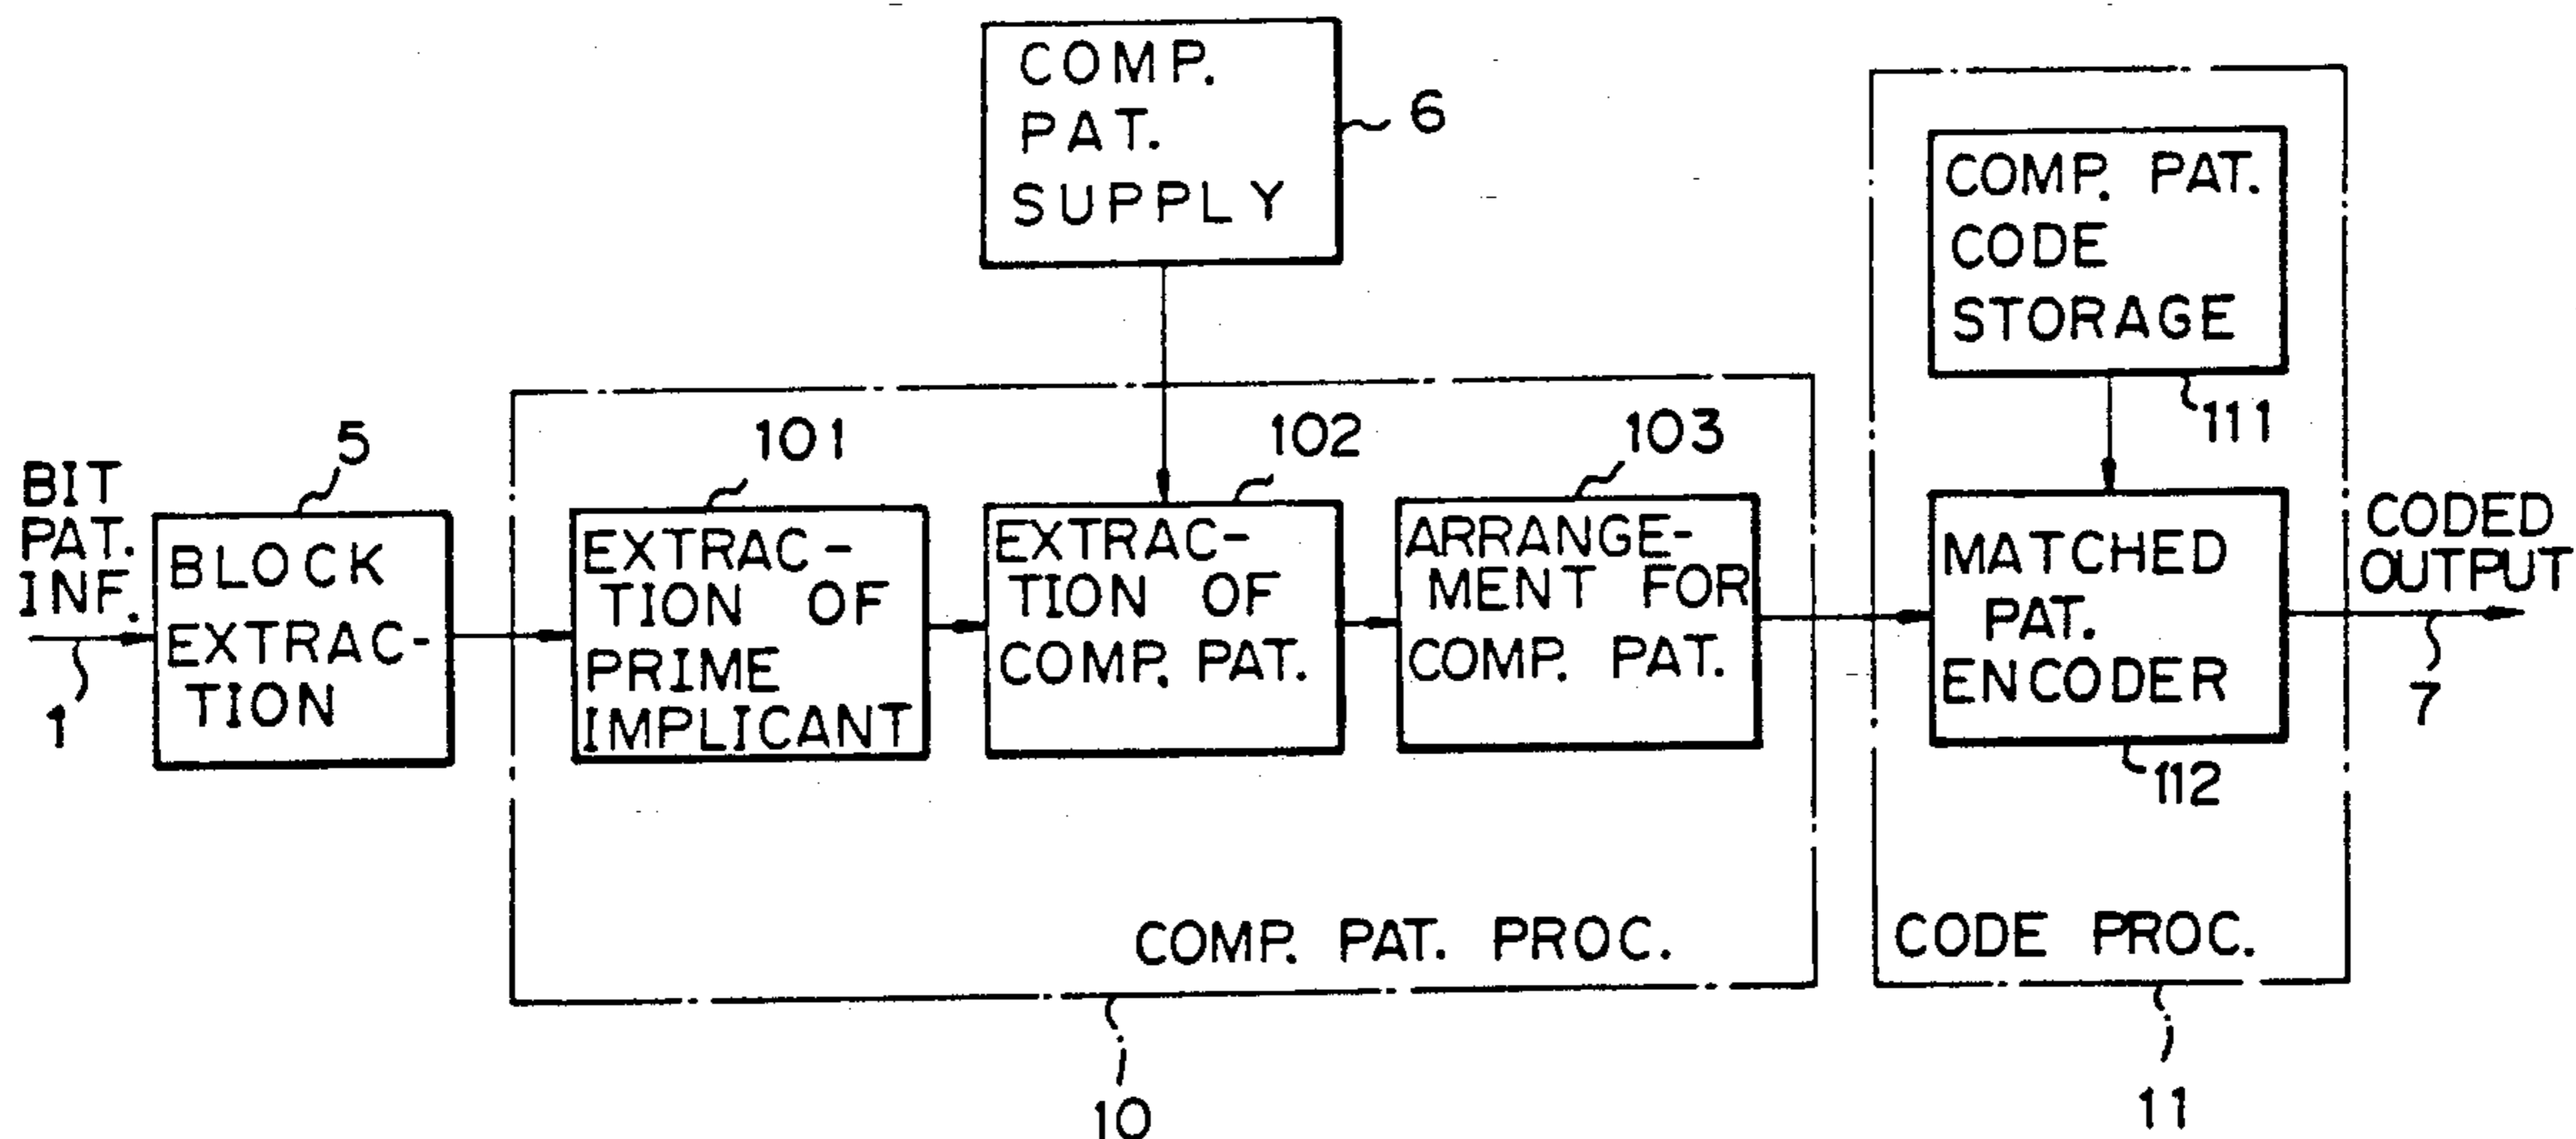 COMP.
PAT.
SUPPLY
6
COMP. PAT.
CODE
STORAGE
111
BIT
PAT.
INF.
1
5
BLOCK
EXTRAC-
TION
101
EXTRAC-
TION OF
PRIME
IMPLICANT
102
EXTRAC-
TION OF
COMP. PAT.
103
ARRANGE-
MENT FOR
COMP. PAT.
MATCHED
PAT.
ENCODER
112
CODED
OUTPUT
7
COMP. PAT. PROC.
10
CODE PROC.
11